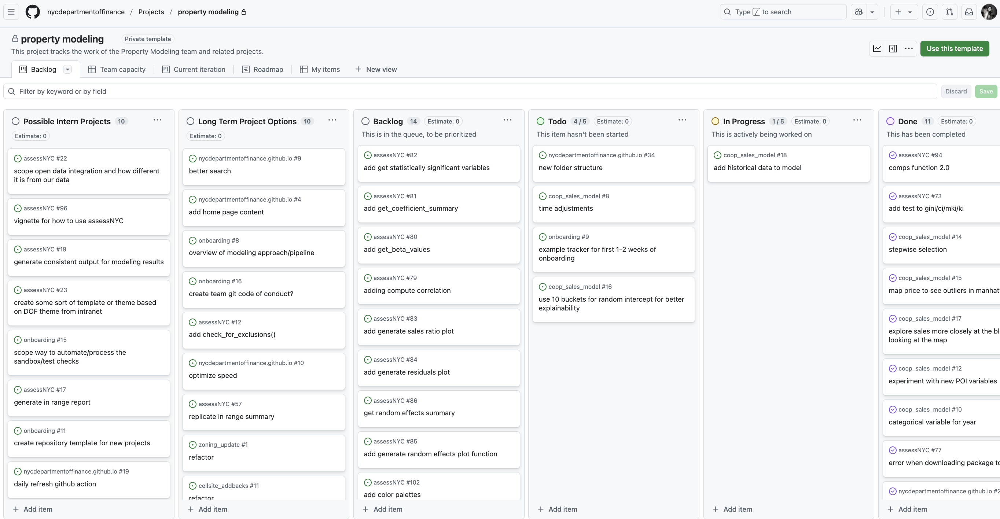 nycdepartmentoffinance / Projects / property modeling
Type / to search
property modeling Private template
This project tracks the work of the Property Modeling team and related projects.
Use this template
Backlog Team capacity Current iteration Roadmap My items New view
Filter by keyword or by field
Discard Save
Possible Intern Projects 10
Estimate: 0
assessNYC #22
scope open data integration and how different
it is from our data
assessNYC #96
vignette for how to use assessNYC
assessNYC #19
generate consistent output for modeling results
assessNYC #23
create some sort of template or theme based
on DOF theme from intranet
onboarding #15
scope way to automate/process the
sandbox/test checks
assessNYC #17
generate in range report
onboarding #11
create repository template for new projects
nycdepartmentoffinance.github.io #19
daily refresh github action
Add item
Long Term Project Options 10
Estimate: 0
nycdepartmentoffinance.github.io #9
better search
nycdepartmentoffinance.github.io #4
add home page content
onboarding #8
overview of modeling approach/pipeline
onboarding #16
create team git code of conduct?
assessNYC #12
add check_for_exclusions()
nycdepartmentoffinance.github.io #10
optimize speed
assessNYC #57
replicate in range summary
zoning_update #1
refactor
cellsite_addbacks #11
refactor
Add item
Backlog 14 Estimate: 0
This is in the queue, to be prioritized
assessNYC #82
add get statistically significant variables
assessNYC #81
add get_coefficient_summary
assessNYC #80
add get_beta_values
assessNYC #79
adding compute correlation
assessNYC #83
add generate sales ratio plot
assessNYC #84
add generate residuals plot
assessNYC #86
get random effects summary
assessNYC #85
add generate random effects plot function
assessNYC #102
add color palettes
Add item
Todo 4 / 5 Estimate: 0
This item hasn't been started
nycdepartmentoffinance.github.io #34
new folder structure
coop_sales_model #8
time adjustments
onboarding #9
example tracker for first 1-2 weeks of
onboarding
coop_sales_model #16
use 10 buckets for random intercept for better
explainability
Add item
In Progress 1 / 5 Estimate: 0
This is actively being worked on
coop_sales_model #18
add historical data to model
Add item
Done 11 Estimate: 0
This has been completed
assessNYC #94
comps function 2.0
assessNYC #73
add test to gini/ci/mki/ki
coop_sales_model #14
stepwise selection
coop_sales_model #15
map price to see outliers in manhat
coop_sales_model #17
explore sales more closely at the bl
looking at the map
coop_sales_model #12
experiment with new POI variables
coop_sales_model #10
categorical variable for year
assessNYC #77
error when downloading package
nycdepartmentoffinance.github.io
Add item